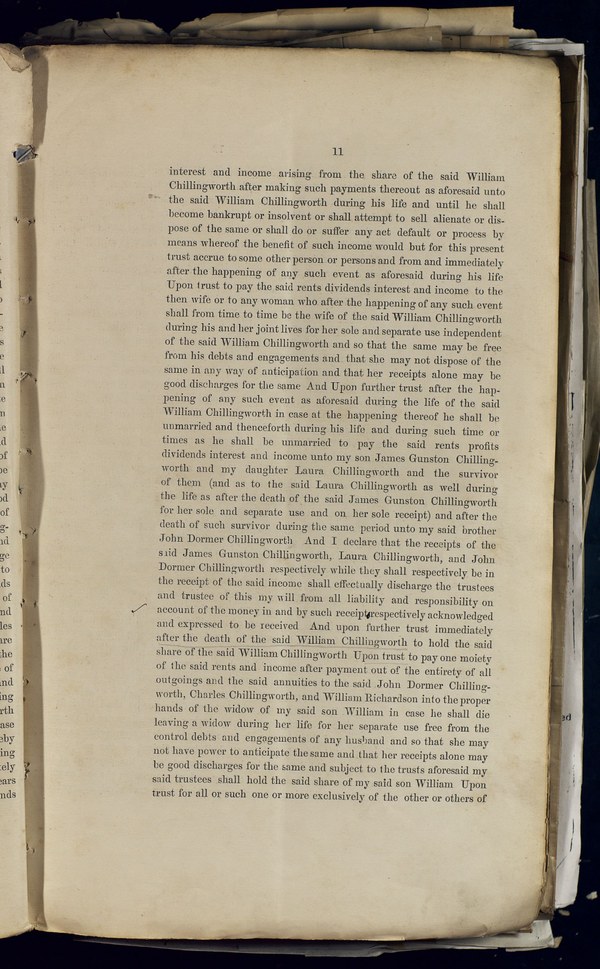 11
interest and income arising from the share of the said William
Chillingworth after making such payments thereout as aforesaid unto
the said William Chillingworth during his life and until he shall
become bankrupt or insolvent or shall attempt to sell alienate or dis-
pose of the same or shall do or suffer any act default or process by
means whereof the benefit of such income would but for this present
trust accrue to some other person or persons and from and immediately
after the happening of any such event as aforesaid during his life
Upon trust to pay the said rents dividends interest and income to the
then wife or to any woman who after the happening of any such event
shall from time to time be the wife of the said William Chillingworth
during his and her joint lives for her sole and separate use independent
of the said William Chillingworth and so that the same may be free
from his debts and engagements and that she may not dispose of the
same in any way of anticipation and that her receipts alone may be
good discharges for the same And Upon further trust after the hap-
pening of any such event as aforesaid during the life of the said
William Chillingworth in case at the happening thereof he shall be
unmarried and thenceforth during his life and during such time or
times as he shall be unmarried to pay the said rents profits
dividends interest and income unto my son James Gunston Chilling-
worth and my daughter Laura Chillingworth and the survivor
of them (and as to the said Laura Chillingworth as well during
the life as after the death of the said James Gunston Chillingworth
for her sole and separate use and on her sole receipt) and after the
death of such survivor during the same period unto my said brother
John Dormer Chillingworth And I declare that the receipts of the
said James Gunston Chillingworth, Laura Chillingworth, and John
Dormer Chillingworth respectively while they shall respectively be in
the receipt of the said income shall effectually discharge the trustees
and trustee of this my will from all liability and responsibility on
account of the money in and by such receipt respectively acknowledged
and expressed to be received And upon further trust immediately
after the death of the said William Chillingworth to hold the said
share of the said William Chillingworth Upon trust to pay one moiety
of the said rents and income after payment out of the entirety of all
outgoings and the said annuities to the said John Dormer Chilling-
worth, Charles Chillingworth, and William Richardson into the proper
hands of the widow of my said son William in case he shall die
leaving a widow during her life for her separate use free from the
control debts and engagements of any husband and so that she may
not have power to anticipate the same and that her receipts alone may
be good discharges for the same and subject to the trusts aforesaid my
said trustees shall hold the said share of my said son William Upon
trust for all or such one or more exclusively of the other or others of